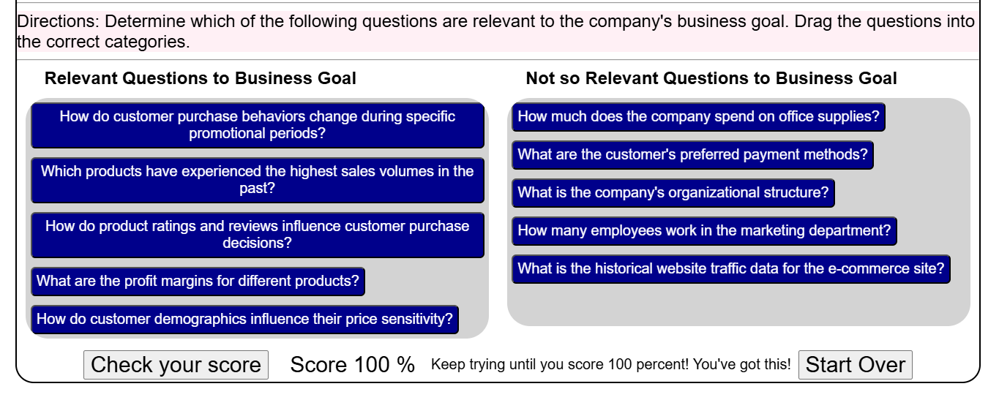 Directions: Determine which of the following questions are relevant to the company's business goal. Drag the questions into
the correct categories.
Relevant Questions to Business Goal
How do customer purchase behaviors change during specific
promotional periods?
Which products have experienced the highest sales volumes in the
past?
How do product ratings and reviews influence customer purchase
decisions?
What are the profit margins for different products?
How do customer demographics influence their price sensitivity?
Not so Relevant Questions to Business Goal
How much does the company spend on office supplies?
What are the customer's preferred payment methods?
What is the company's organizational structure?
How many employees work in the marketing department?
What is the historical website traffic data for the e-commerce site?
Check your score
Score 100 %
Keep trying until you score 100 percent! You've got this!
Start Over